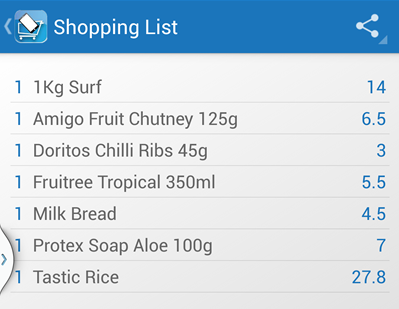 Shopping List
1 1Kg Surf 14
1 Amigo Fruit Chutney 125g 6.5
1 Doritos Chilli Ribs 45g 3
1 Fruitree Tropical 350ml 5.5
1 Milk Bread 4.5
1 Protex Soap Aloe 100g 7
1 Tastic Rice 27.8